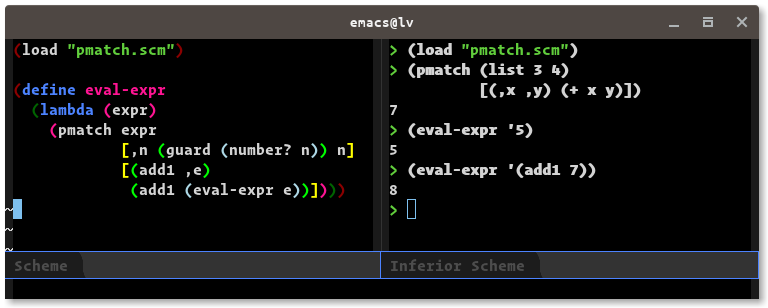 emacs@lv
(load "pmatch.scm")
(define eval-expr
  (lambda (expr)
    (pmatch expr
            [,n (guard (number? n)) n]
            [(,add1 ,e)
             (add1 (eval-expr e))])))
~
~
~
Scheme
> (load "pmatch.scm")
> (pmatch (list 3 4)
          [(,x ,y) (+ x y)])
7
> (eval-expr '5)
5
> (eval-expr '(add1 7))
8
>
Inferior Scheme